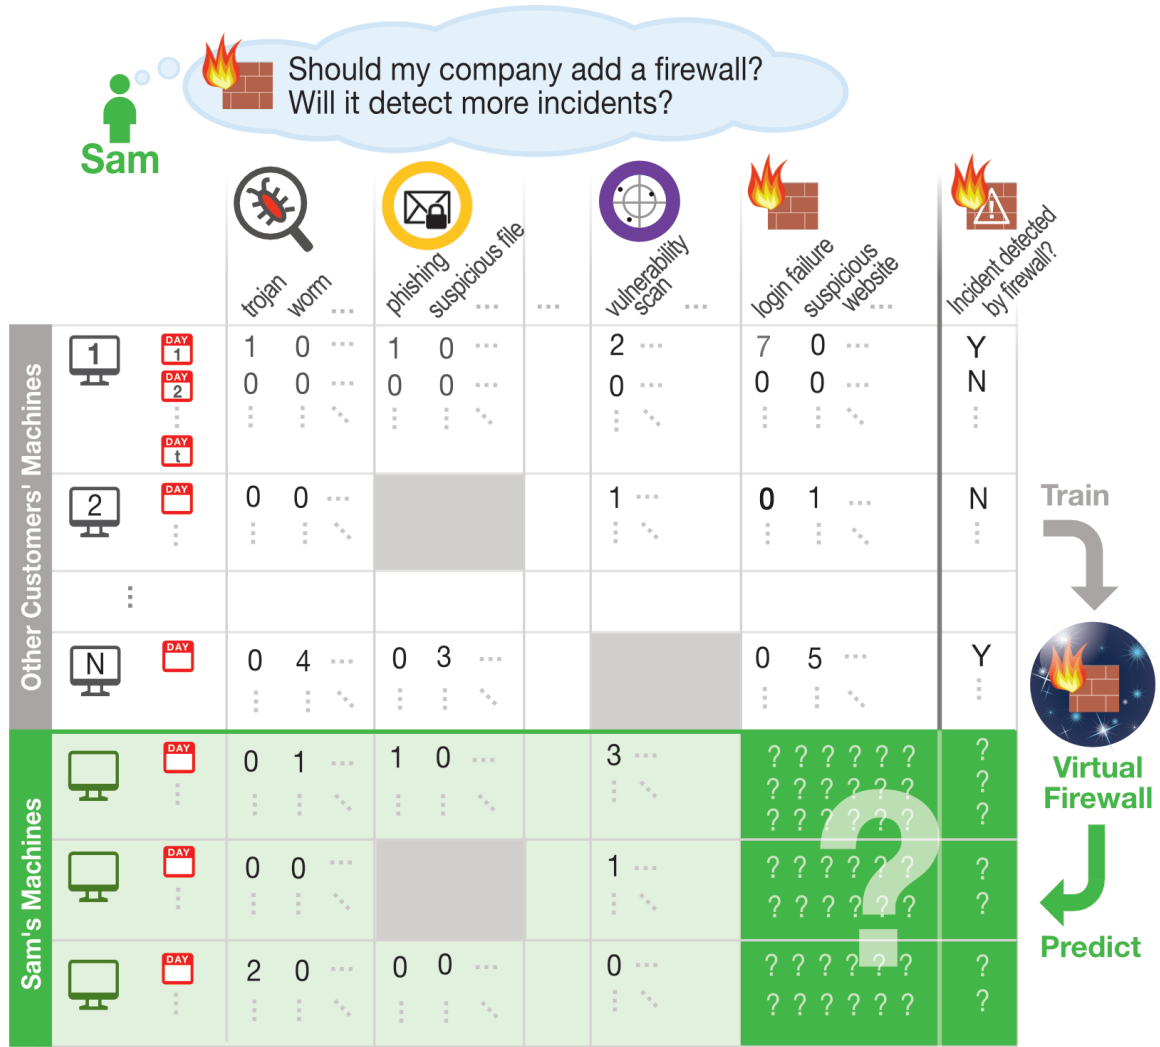 Should my company add a firewall?
Will it detect more incidents?
Sam
trojan
worm
...
phishing
suspicious file
...
...
vulnerability
scan
...
login failure
suspicious
website
...
Incident detected
by firewall?
Other Customers' Machines
1 DAY 1 1 0 ... 1 0 ... 2 ... 7 0 ... Y
DAY 2 0 0 ... 0 0 ... 0 ... 0 0 ... N
DAY t
2 DAY 0 0 ... 1 ... 0 1 ... N
N DAY 0 4 ... 0 3 ... 0 5 ... Y
Train
Virtual
Firewall
Predict
Sam's Machines
DAY 0 1 ... 1 0 ... 3 ... ? ? ? ? ? ? ?
? ? ? ? ? ? ?
? ? ? ? ? ? ?
?
DAY 0 0 ... 1 ... ? ? ? ? ? ? ?
? ? ? ? ? ? ?
DAY 2 0 ... 0 0 ... 0 ... ? ? ? ? ? ? ?
? ? ? ? ? ? ?